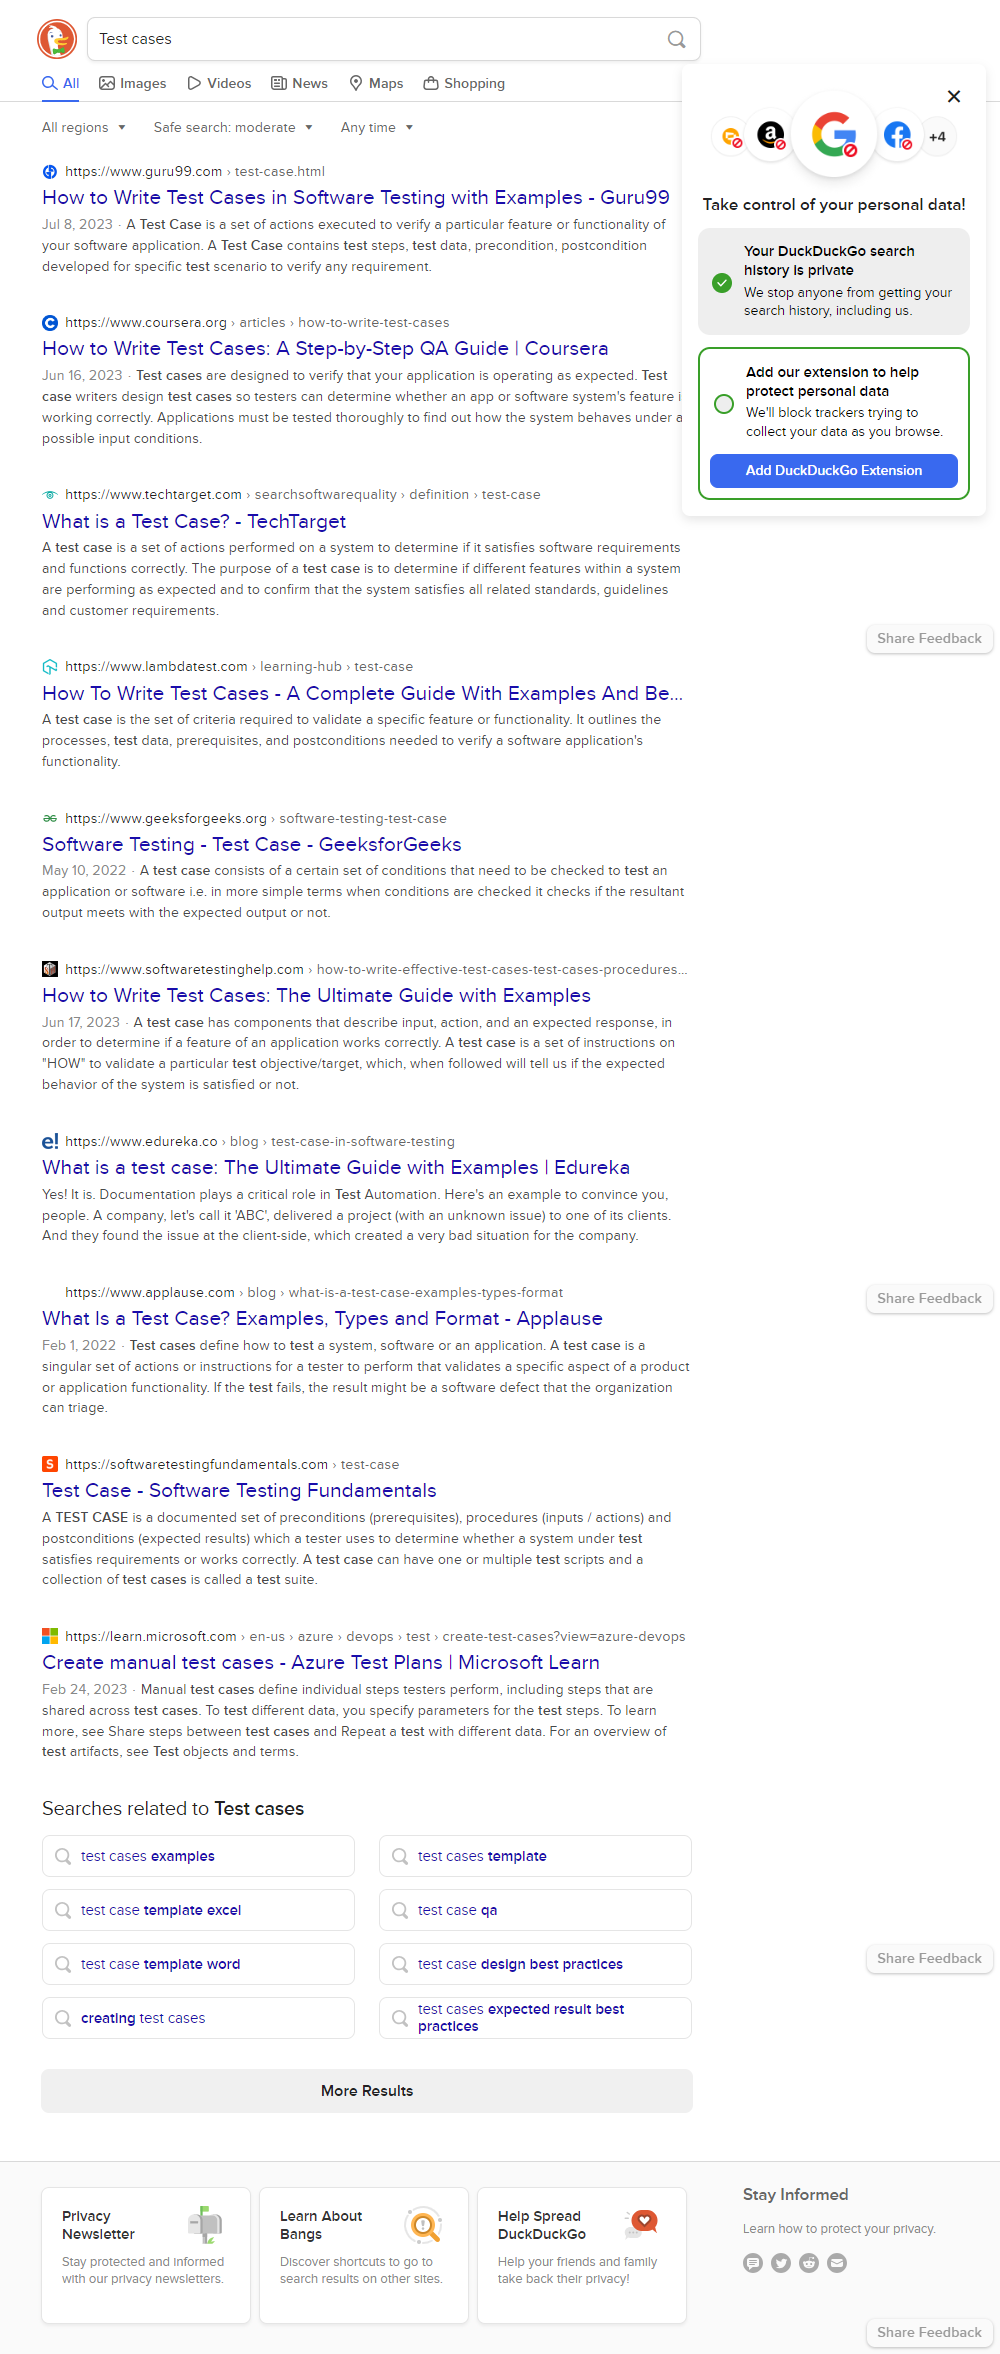 Test cases
All
Images
Videos
News
Maps
Shopping
All regions
Safe search: moderate
Any time
https://www.guru99.com › test-case.html
How to Write Test Cases in Software Testing with Examples - Guru99
Jul 8, 2023 · A Test Case is a set of actions executed to verify a particular feature or functionality of
your software application. A Test Case contains test steps, test data, precondition, postcondition
developed for specific test scenario to verify any requirement.
https://www.coursera.org › articles › how-to-write-test-cases
How to Write Test Cases: A Step-by-Step QA Guide | Coursera
Jun 16, 2023 · Test cases are designed to verify that your application is operating as expected. Test
case writers design test cases so testers can determine whether an app or software system's feature i
working correctly. Applications must be tested thoroughly to find out how the system behaves under a
possible input conditions.
https://www.techtarget.com › searchsoftwarequality › definition › test-case
What is a Test Case? - TechTarget
A test case is a set of actions performed on a system to determine if it satisfies software requirements
and functions correctly. The purpose of a test case is to determine if different features within a system
are performing as expected and to confirm that the system satisfies all related standards, guidelines
and customer requirements.
https://www.lambdatest.com › learning-hub › test-case
How To Write Test Cases - A Complete Guide With Examples And Be...
A test case is the set of criteria required to validate a specific feature or functionality. It outlines the
processes, test data, prerequisites, and postconditions needed to verify a software application's
functionality.
https://www.geeksforgeeks.org › software-testing-test-case
Software Testing - Test Case - GeeksforGeeks
May 10, 2022 · A test case consists of a certain set of conditions that need to be checked to test an
application or software i.e. in more simple terms when conditions are checked it checks if the resultant
output meets with the expected output or not.
https://www.softwaretestinghelp.com › how-to-write-effective-test-cases-test-cases-procedures...
How to Write Test Cases: The Ultimate Guide with Examples
Jun 17, 2023 · A test case has components that describe input, action, and an expected response, in
order to determine if a feature of an application works correctly. A test case is a set of instructions on
"HOW" to validate a particular test objective/target, which, when followed will tell us if the expected
behavior of the system is satisfied or not.
e!
https://www.edureka.co › blog › test-case-in-software-testing
What is a test case: The Ultimate Guide with Examples | Edureka
Yes! It is. Documentation plays a critical role in Test Automation. Here's an example to convince you,
people. A company, let's call it 'ABC', delivered a project (with an unknown issue) to one of its clients.
And they found the issue at the client-side, which created a very bad situation for the company.
https://www.applause.com › blog › what-is-a-test-case-examples-types-format
What Is a Test Case? Examples, Types and Format - Applause
Feb 1, 2022 · Test cases define how to test a system, software or an application. A test case is a
singular set of actions or instructions for a tester to perform that validates a specific aspect of a product
or application functionality. If the test fails, the result might be a software defect that the organization
can triage.
S
https://softwaretestingfundamentals.com › test-case
Test Case - Software Testing Fundamentals
A TEST CASE is a documented set of preconditions (prerequisites), procedures (inputs / actions) and
postconditions (expected results) which a tester uses to determine whether a system under test
satisfies requirements or works correctly. A test case can have one or multiple test scripts and a
collection of test cases is called a test suite.
https://learn.microsoft.com › en-us › azure › devops › test › create-test-cases?view=azure-devops
Create manual test cases - Azure Test Plans | Microsoft Learn
Feb 24, 2023 · Manual test cases define individual steps testers perform, including steps that are
shared across test cases. To test different data, you specify parameters for the test steps. To learn
more, see Share steps between test cases and Repeat a test with different data. For an overview of
test artifacts, see Test objects and terms.
Searches related to Test cases
test cases examples
test cases template
test case template excel
test case qa
test case template word
test case design best practices
creating test cases
test cases expected result best
practices
More Results
+4
Take control of your personal data!
Your DuckDuckGo search
history is private
We stop anyone from getting your
search history, including us.
Add our extension to help
protect personal data
We'll block trackers trying to
collect your data as you browse.
Add DuckDuckGo Extension
Share Feedback
Share Feedback
Share Feedback
Privacy
Newsletter
Stay protected and informed
with our privacy newsletters.
Learn About
Bangs
Discover shortcuts to go to
search results on other sites.
Help Spread
DuckDuckGo
Help your friends and family
take back their privacy!
Stay Informed
Learn how to protect your privacy.
Share Feedback